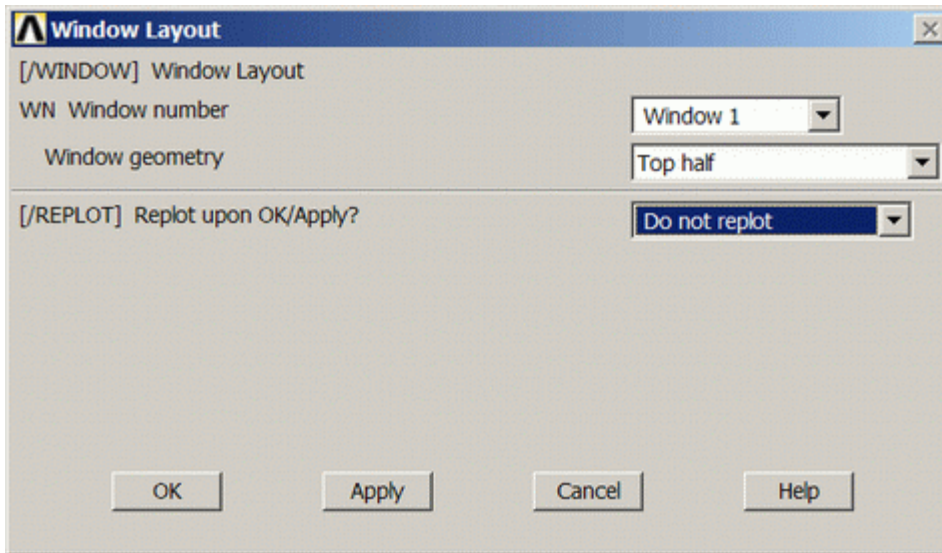 Window Layout
[/WINDOW] Window Layout
WN Window number Window 1
Window geometry Top half
[/REPLOT] Replot upon OK/Apply? Do not replot
OK Apply Cancel Help